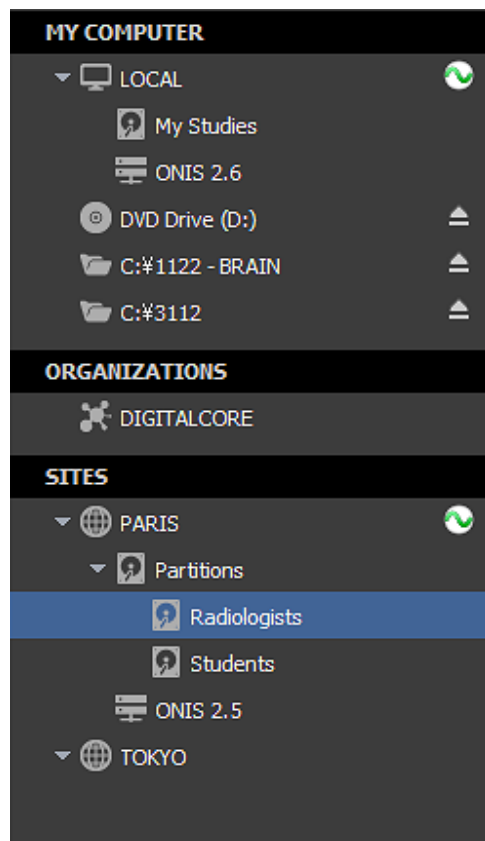 MY COMPUTER
LOCAL
My Studies
ONIS 2.6
DVD Drive (D:)
C:¥1122 - BRAIN
C:¥3112
ORGANIZATIONS
DIGITALCORE
SITES
PARIS
Partitions
Radiologists
Students
ONIS 2.5
TOKYO